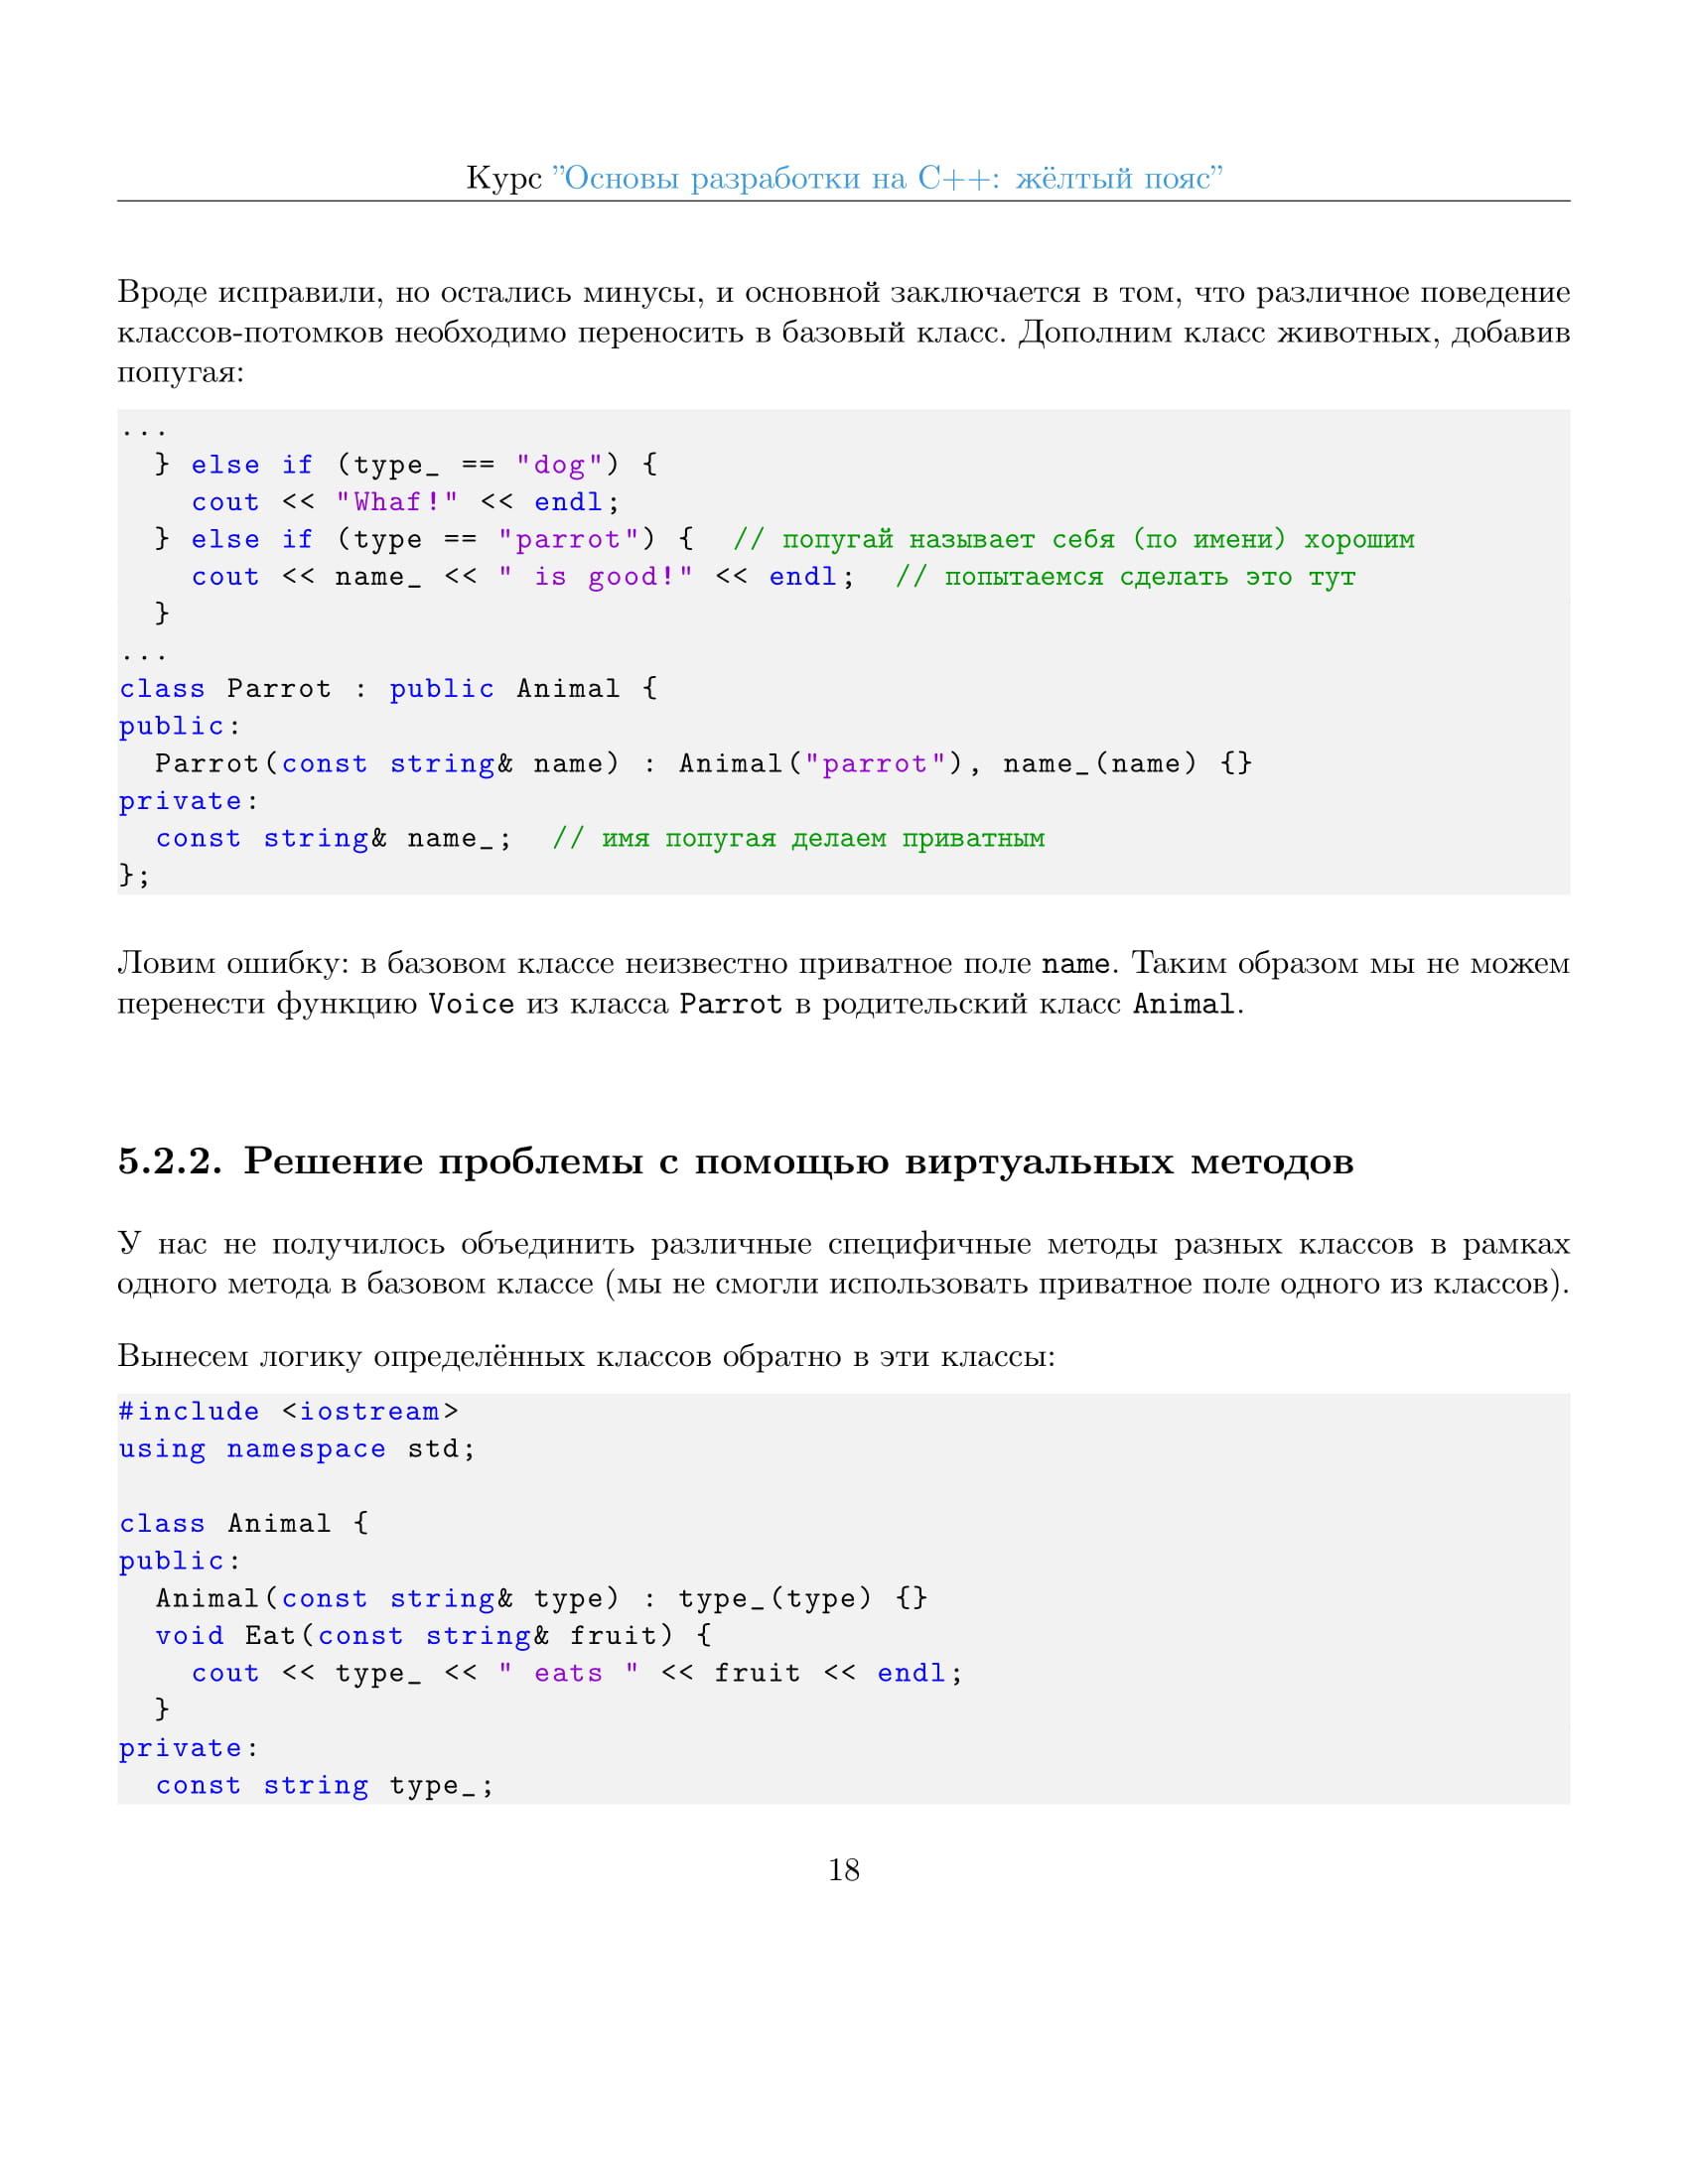 Курс ”Основы разработки на C++: жёлтый пояс”
Вроде исправили, но остались минусы, и основной заключается в том, что различное поведение
классов-потомков необходимо переносить в базовый класс. Дополним класс животных, добавив
попугая:
...
  } else if (type_ == "dog") {
    cout << "Whaf!" << endl;
  } else if (type == "parrot") {  // попугай называет себя (по имени) хорошим
    cout << name_ << " is good!" << endl;  // попытаемся сделать это тут
  }
...
class Parrot : public Animal {
public:
  Parrot(const string& name) : Animal("parrot"), name_(name) {}
private:
  const string& name_;  // имя попугая делаем приватным
};
Ловим ошибку: в базовом классе неизвестно приватное поле name. Таким образом мы не можем
перенести функцию Voice из класса Parrot в родительский класс Animal.
5.2.2. Решение проблемы с помощью виртуальных методов
У нас не получилось объединить различные специфичные методы разных классов в рамках
одного метода в базовом классе (мы не смогли использовать приватное поле одного из классов).
Вынесем логику определённых классов обратно в эти классы:
#include <iostream>
using namespace std;
class Animal {
public:
  Animal(const string& type) : type_(type) {}
  void Eat(const string& fruit) {
    cout << type_ << " eats " << fruit << endl;
  }
private:
  const string type_;
18